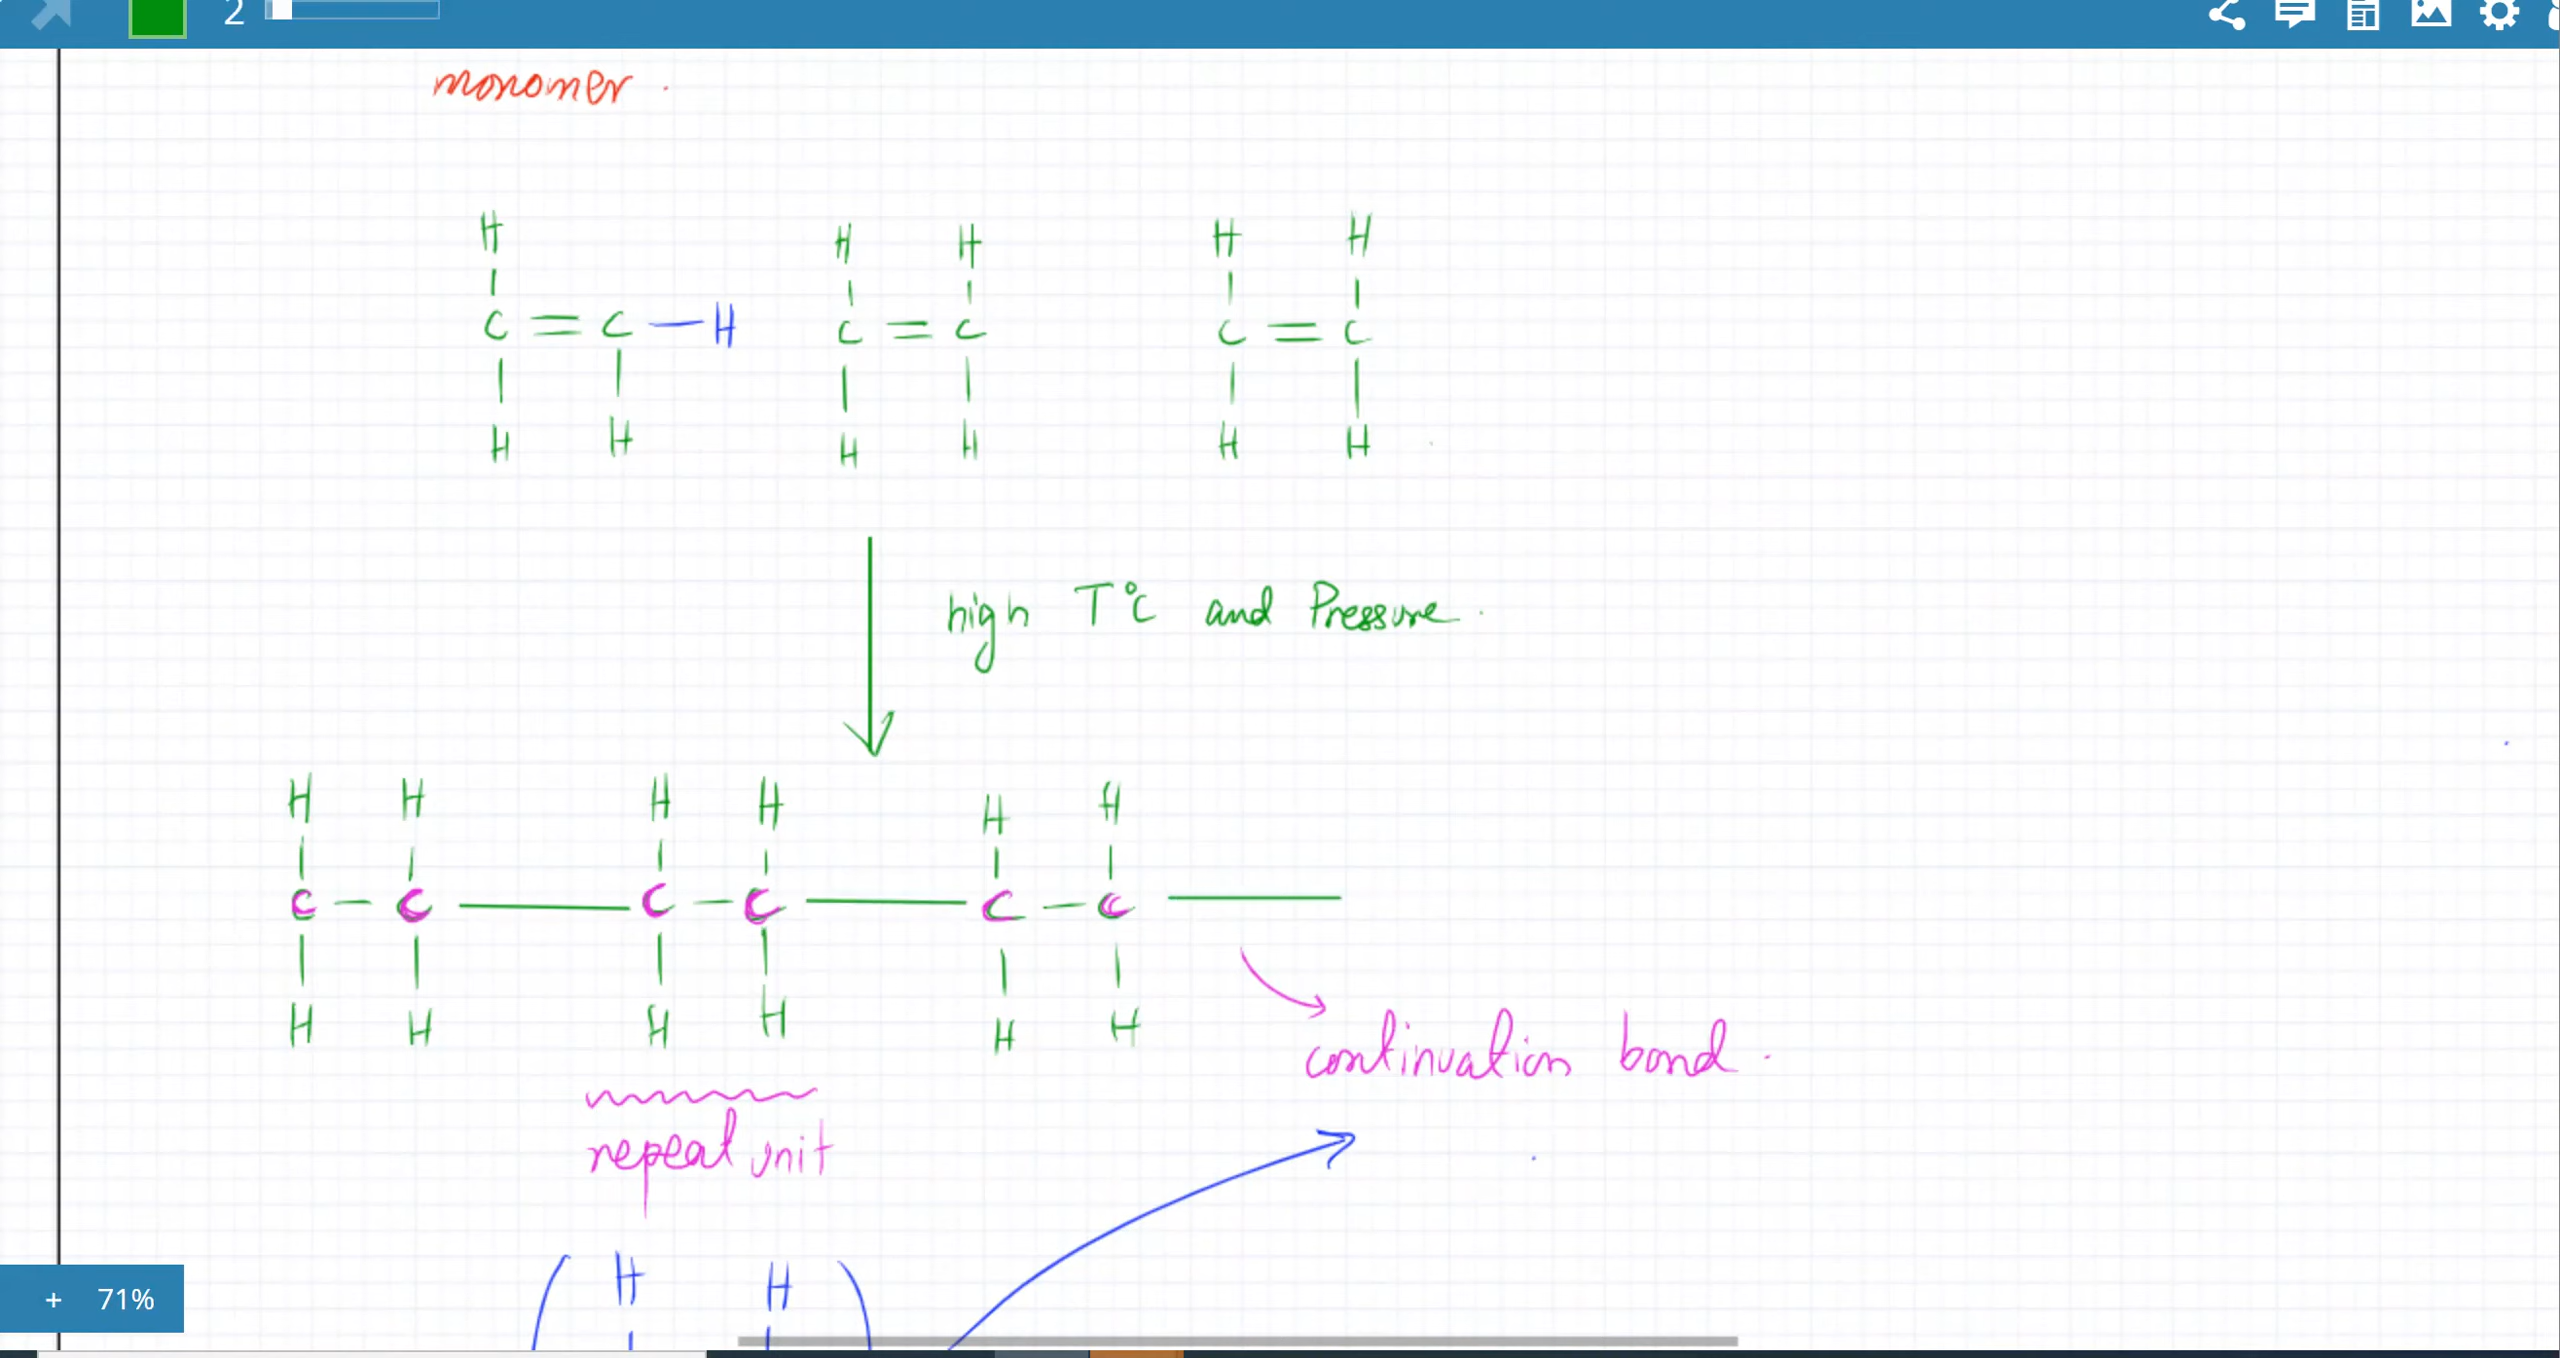 2
monomer.
H H H H H
C = C — H C = C C = C
H H H H H H
high T°C and Pressure.
H H H H H H
C - C — C - C — C - C —
H H H H H H
continuation bond.
repeat unit
( H H )
+ 71%